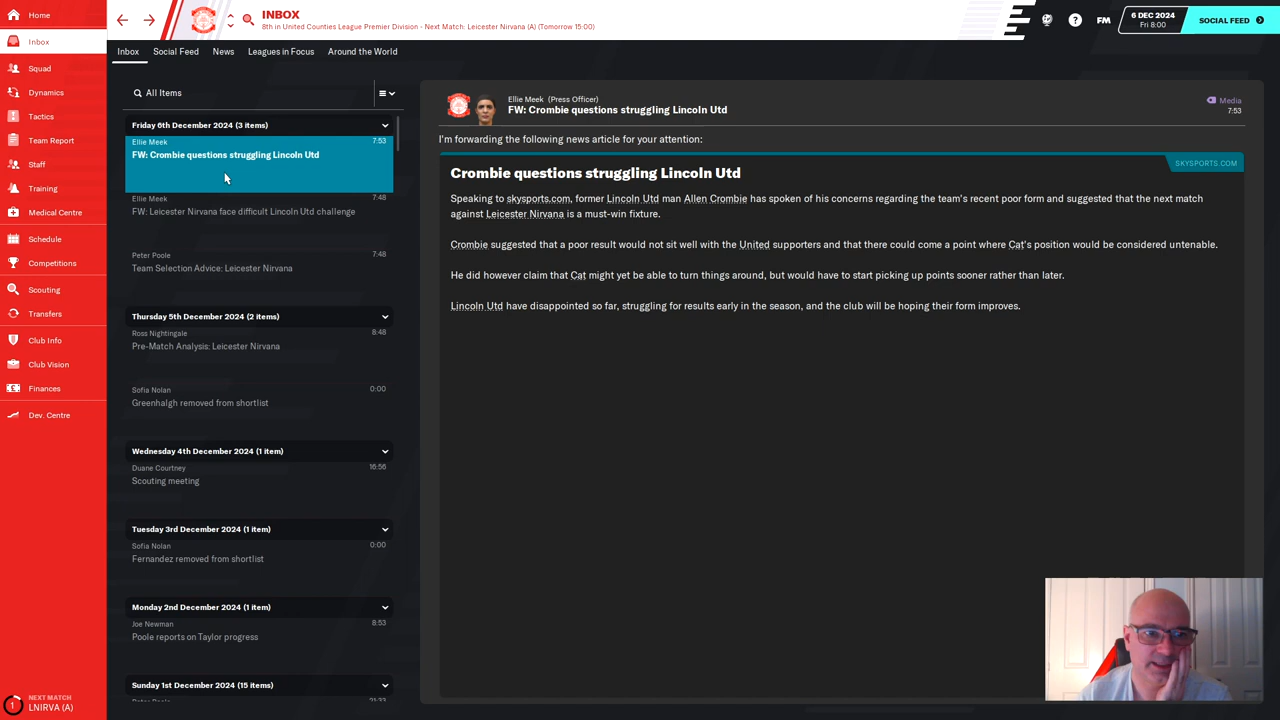 Home
Inbox
Squad
Dynamics
Tactics
Team Report
Staff
Training
Medical Centre
Schedule
Competitions
Scouting
Transfers
Club Info
Club Vision
Finances
Dev. Centre
1
NEXT MATCH
LNIRVA (A)
INBOX
8th in United Counties League Premier Division - Next Match: Leicester Nirvana (A) (Tomorrow 15:00)
?
FM
6 DEC 2024
Fri 8:00
SOCIAL FEED
Inbox Social Feed News Leagues in Focus Around the World
All Items
Friday 6th December 2024 (3 items)
Ellie Meek 7:53
FW: Crombie questions struggling Lincoln Utd
Ellie Meek 7:48
FW: Leicester Nirvana face difficult Lincoln Utd challenge
Peter Poole 7:48
Team Selection Advice: Leicester Nirvana
Thursday 5th December 2024 (2 items)
Ross Nightingale 8:48
Pre-Match Analysis: Leicester Nirvana
Sofia Nolan 0:00
Greenhalgh removed from shortlist
Wednesday 4th December 2024 (1 item)
Duane Courtney 16:56
Scouting meeting
Tuesday 3rd December 2024 (1 item)
Sofia Nolan 0:00
Fernandez removed from shortlist
Monday 2nd December 2024 (1 item)
Joe Newman 8:53
Poole reports on Taylor progress
Sunday 1st December 2024 (15 items)
Ellie Meek (Press Officer)
FW: Crombie questions struggling Lincoln Utd
Media
7:53
I'm forwarding the following news article for your attention:
SKYSPORTS.COM
Crombie questions struggling Lincoln Utd
Speaking to skysports.com, former Lincoln Utd man Allen Crombie has spoken of his concerns regarding the team's recent poor form and suggested that the next match
against Leicester Nirvana is a must-win fixture.
Crombie suggested that a poor result would not sit well with the United supporters and that there could come a point where Cat's position would be considered untenable.
He did however claim that Cat might yet be able to turn things around, but would have to start picking up points sooner rather than later.
Lincoln Utd have disappointed so far, struggling for results early in the season, and the club will be hoping their form improves.